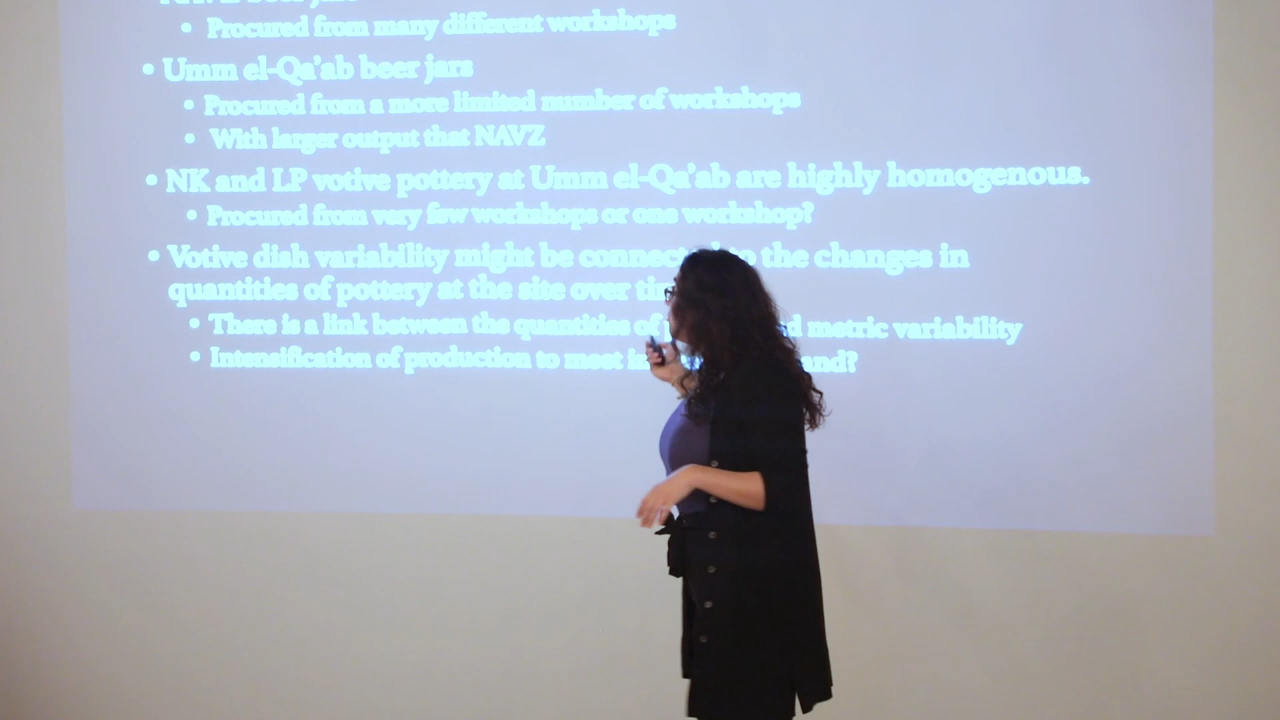 beer jars
• Procured from many different workshops
• Umm el-Qa'ab beer jars
• Procured from a more limited number of workshops
• With larger output that NAVZ
• NK and LP votive pottery at Umm el-Qa'ab are highly homogenous.
• Procured from very few workshops or one workshop?
• Votive dish variability might be connected to the changes in
quantities of pottery at the site over
• There is a link between the quantities of metric variability
• Intensification of production to meet